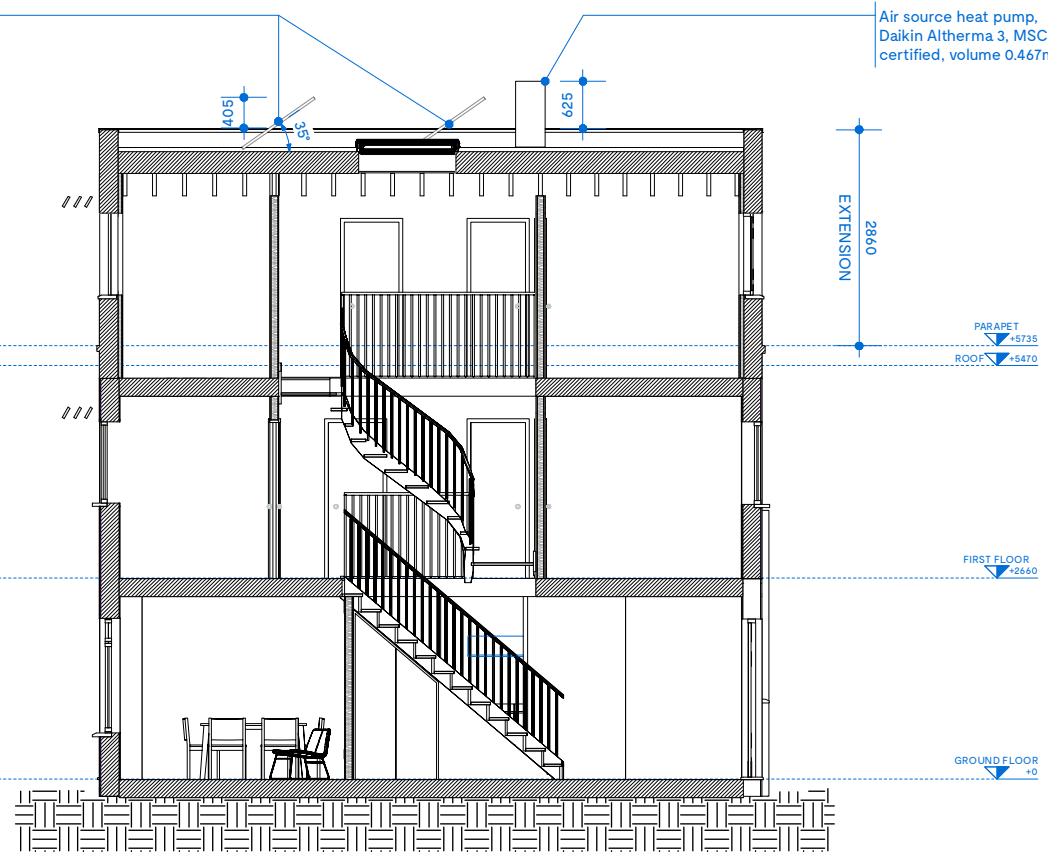 Air source heat pump,
Daikin Altherma 3, MSC
certified, volume 0.467m
405
35°
625
EXTENSION
2860
PARAPET
+5735
ROOF
+5470
FIRST FLOOR
+2660
GROUND FLOOR
+0